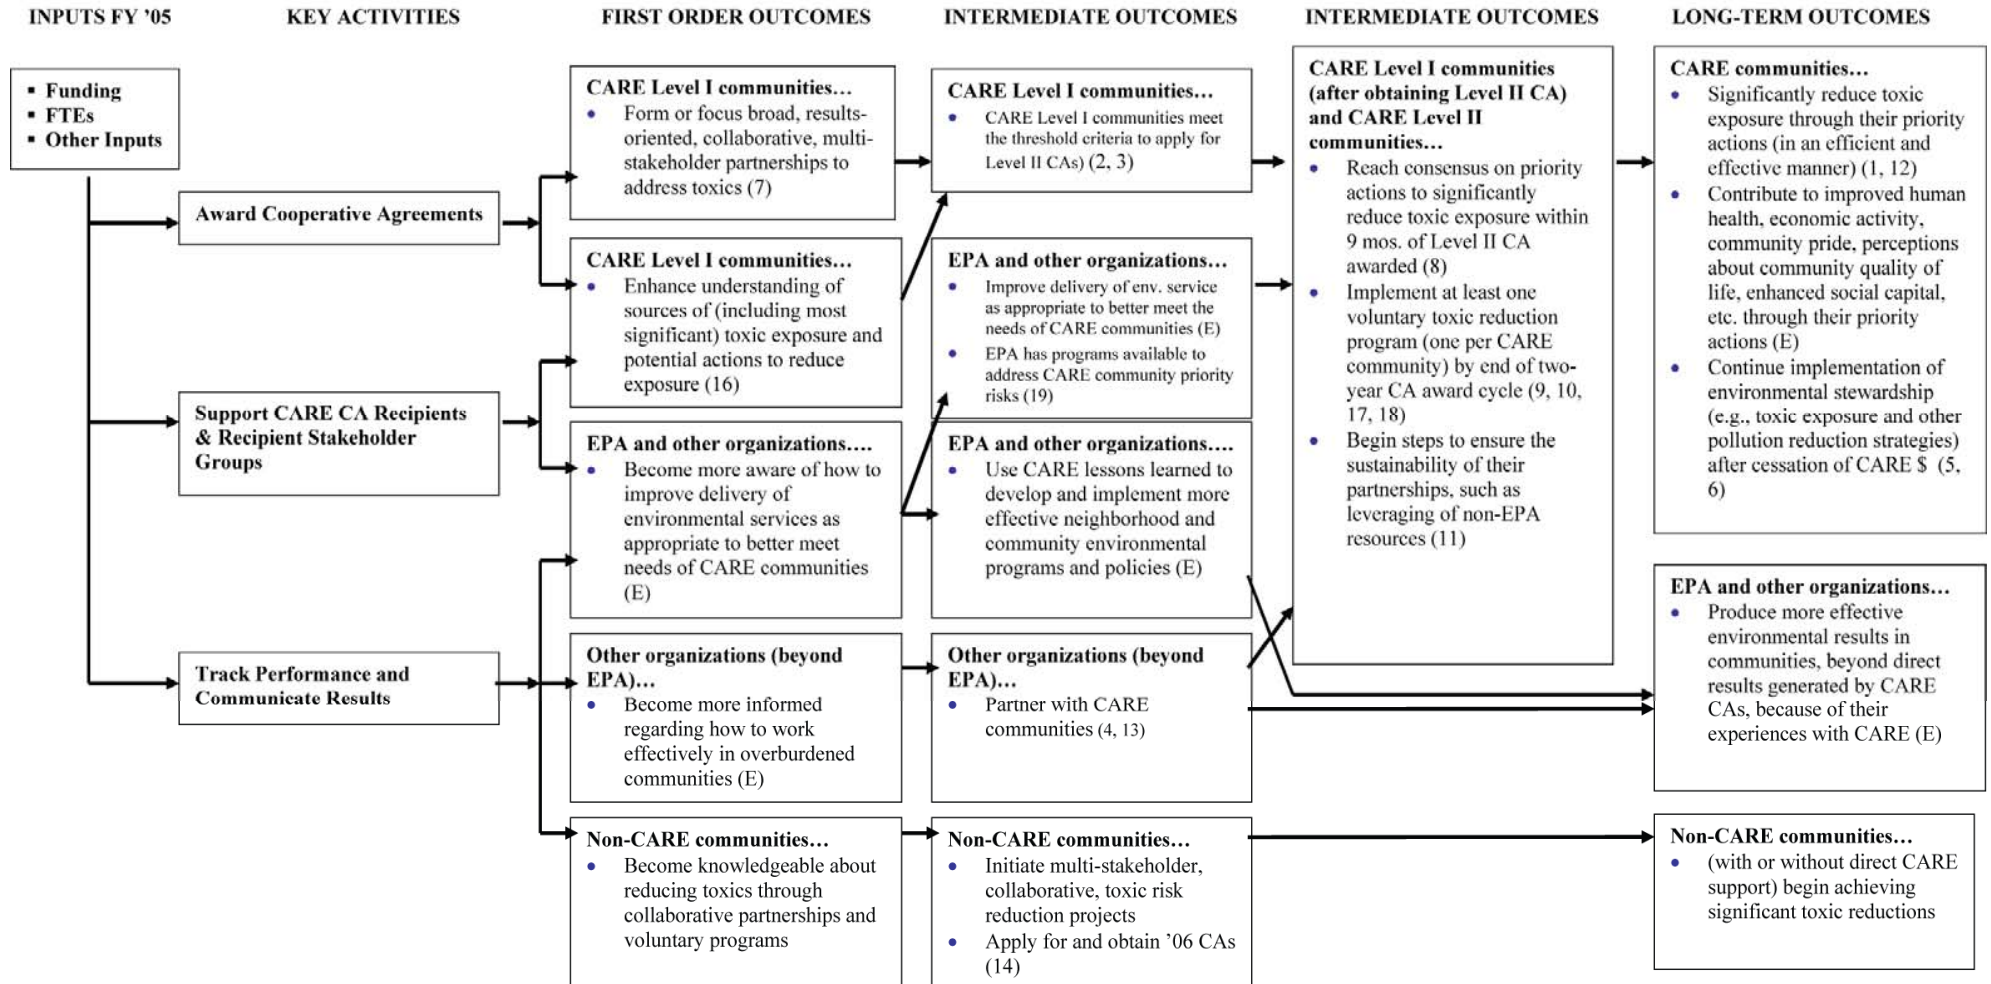 INPUTS FY ’05
KEY ACTIVITIES
FIRST ORDER OUTCOMES
INTERMEDIATE OUTCOMES
INTERMEDIATE OUTCOMES
LONG-TERM OUTCOMES
Funding
FTEs
Other Inputs
Award Cooperative Agreements
Support CARE CA Recipients
& Recipient Stakeholder
Groups
Track Performance and
Communicate Results
CARE Level I communities…
Form or focus broad, results-
oriented, collaborative, multi-
stakeholder partnerships to
address toxics (7)
CARE Level I communities…
Enhance understanding of
sources of (including most
significant) toxic exposure and
potential actions to reduce
exposure (16)
EPA and other organizations….
Become more aware of how to
improve delivery of
environmental services as
appropriate to better meet
needs of CARE communities
(E)
Other organizations (beyond
EPA)…
Become more informed
regarding how to work
effectively in overburdened
communities (E)
Non-CARE communities…
Become knowledgeable about
reducing toxics through
collaborative partnerships and
voluntary programs
CARE Level I communities…
CARE Level I communities meet
the threshold criteria to apply for
Level II CAs) (2, 3)
EPA and other organizations…
Improve delivery of env. service
as appropriate to better meet the
needs of CARE communities (E)
EPA has programs available to
address CARE community priority
risks (19)
EPA and other organizations….
Use CARE lessons learned to
develop and implement more
effective neighborhood and
community environmental
programs and policies (E)
Other organizations (beyond
EPA)…
Partner with CARE
communities (4, 13)
Non-CARE communities…
Initiate multi-stakeholder,
collaborative, toxic risk
reduction projects
Apply for and obtain ’06 CAs
(14)
CARE Level I communities
(after obtaining Level II CA)
and CARE Level II
communities…
Reach consensus on priority
actions to significantly
reduce toxic exposure within
9 mos. of Level II CA
awarded (8)
Implement at least one
voluntary toxic reduction
program (one per CARE
community) by end of two-
year CA award cycle (9, 10,
17, 18)
Begin steps to ensure the
sustainability of their
partnerships, such as
leveraging of non-EPA
resources (11)
CARE communities…
Significantly reduce toxic
exposure through their priority
actions (in an efficient and
effective manner) (1, 12)
Contribute to improved human
health, economic activity,
community pride, perceptions
about community quality of
life, enhanced social capital,
etc. through their priority
actions (E)
Continue implementation of
environmental stewardship
(e.g., toxic exposure and other
pollution reduction strategies)
after cessation of CARE $ (5,
6)
EPA and other organizations…
Produce more effective
environmental results in
communities, beyond direct
results generated by CARE
CAs, because of their
experiences with CARE (E)
Non-CARE communities…
(with or without direct CARE
support) begin achieving
significant toxic reductions